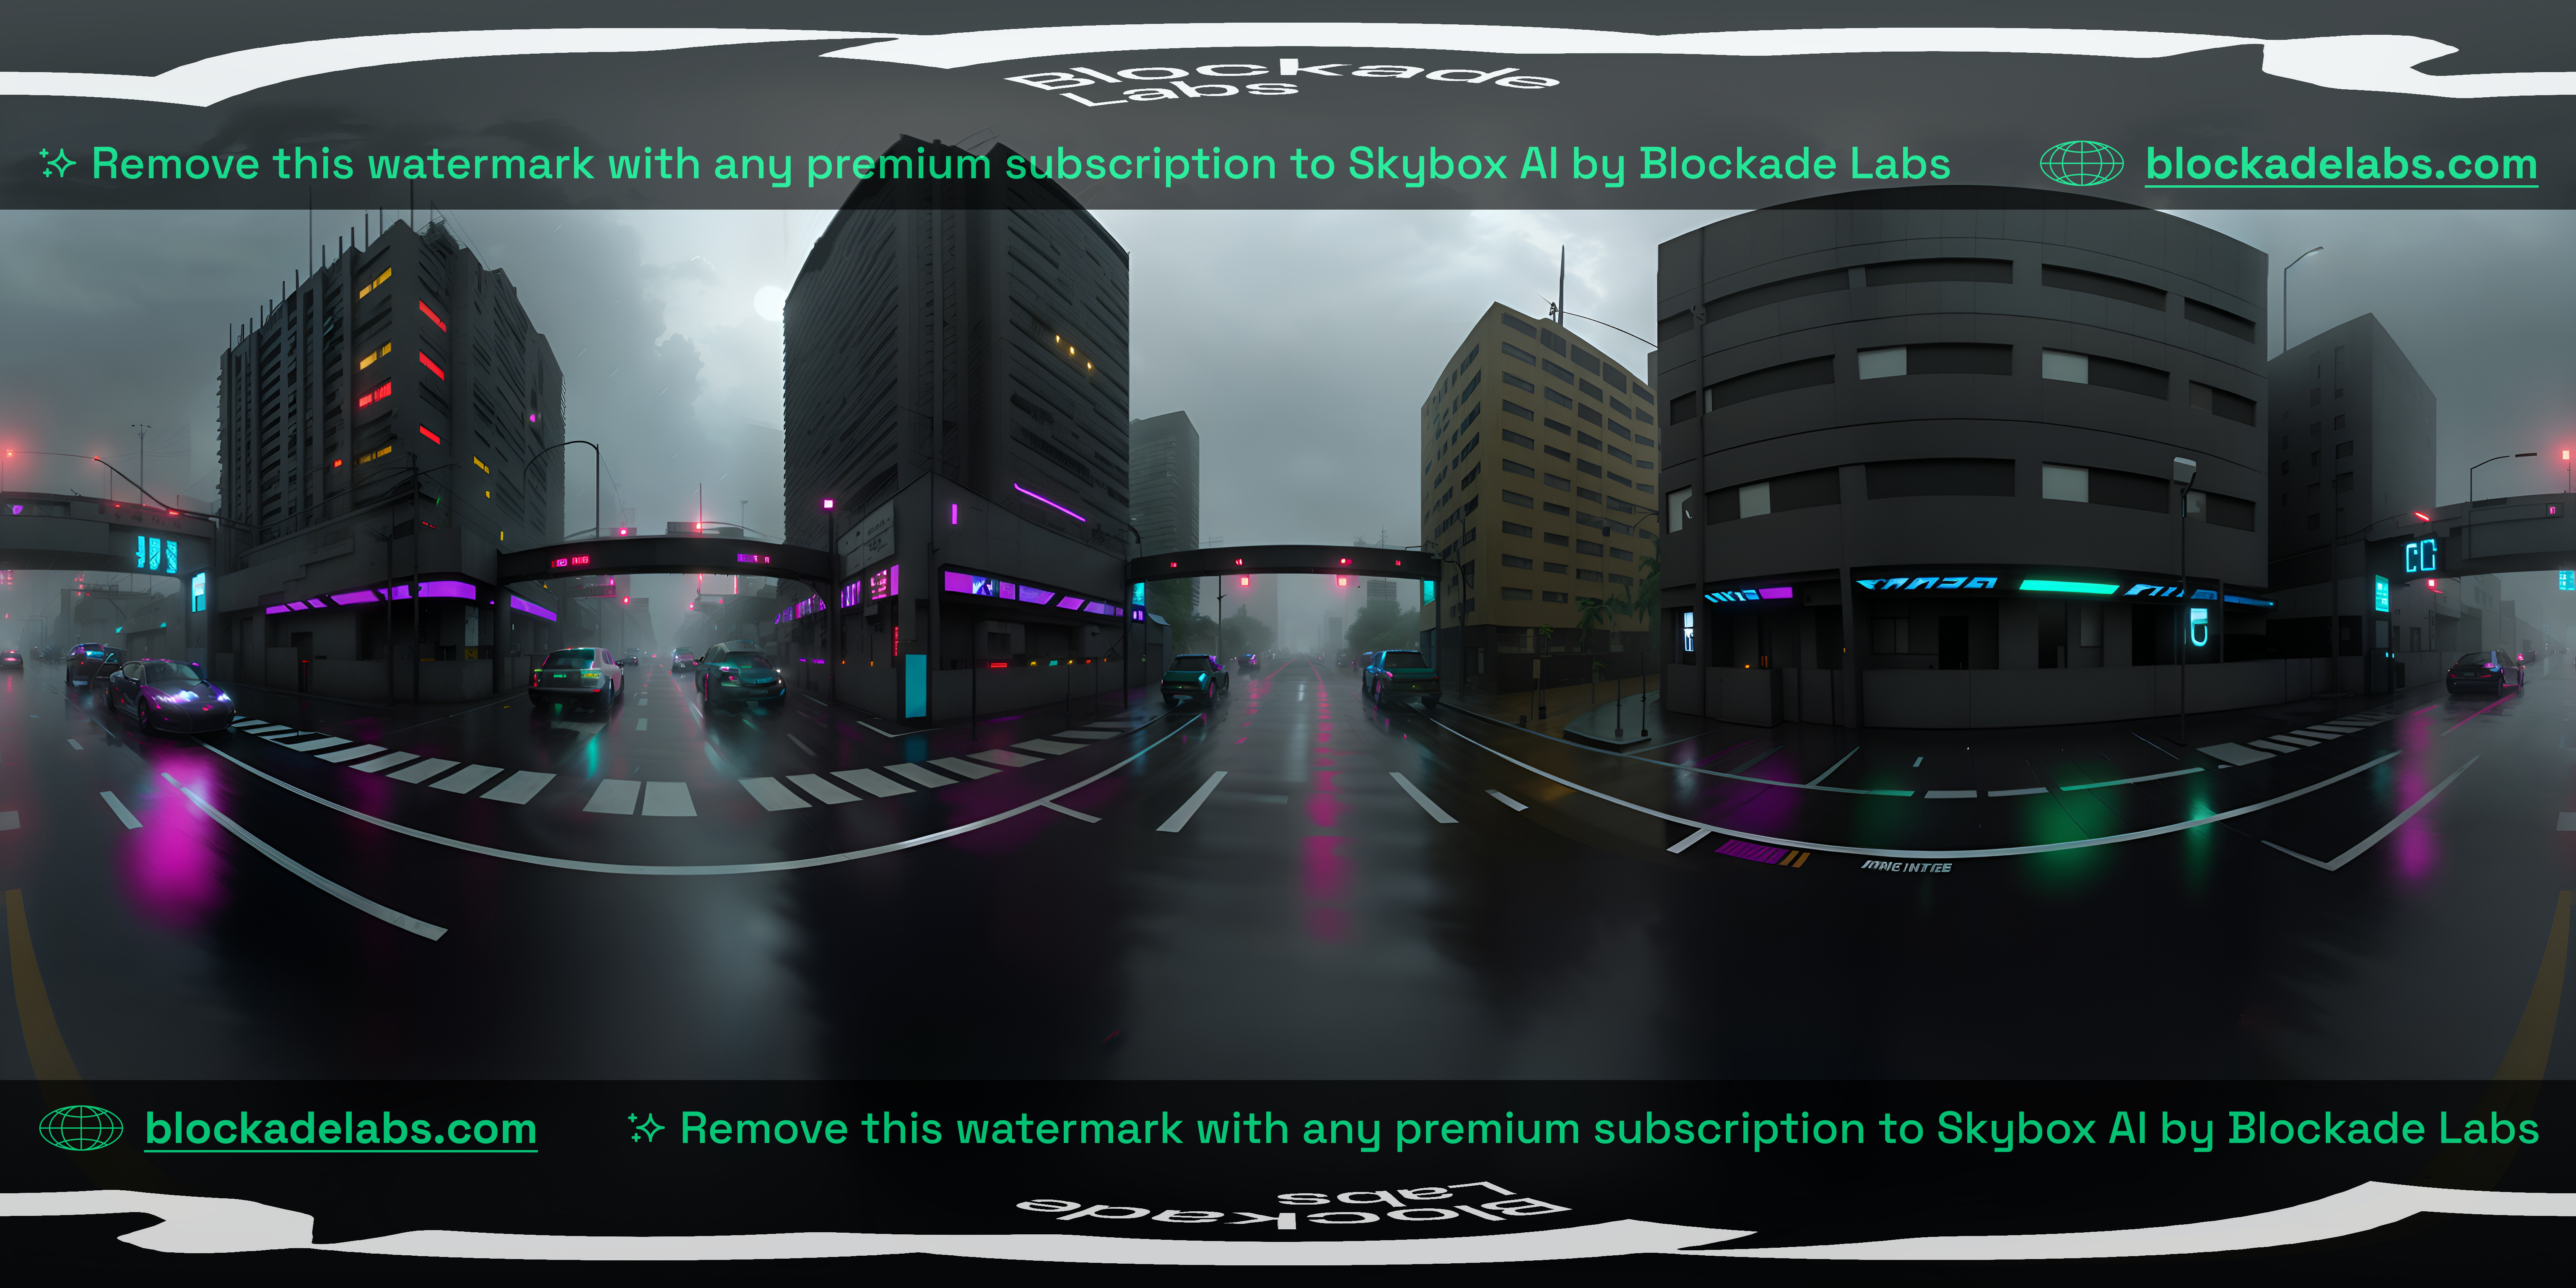 Blockade
Labs
Remove this watermark with any premium subscription to Skybox AI by Blockade Labs
blockadelabs.com
blockadelabs.com
Remove this watermark with any premium subscription to Skybox AI by Blockade Labs
Labs
Blockade